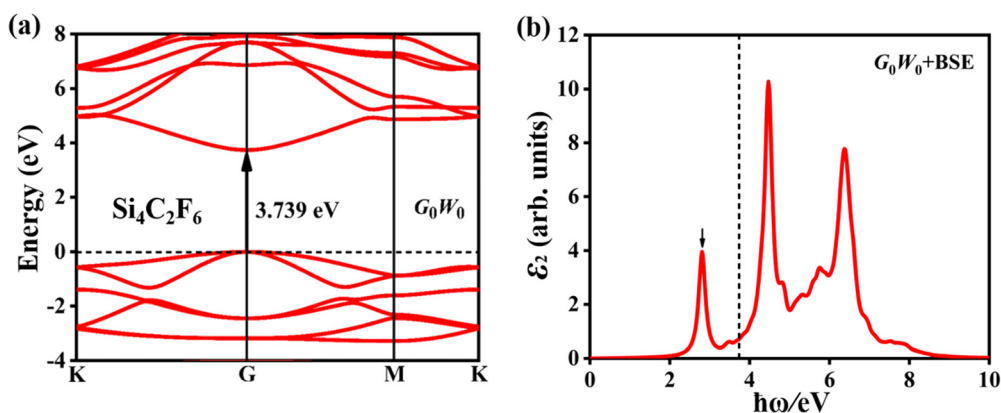 (a)
Energy (eV)
8
6
4
2
0
-2
-4
Si₄C₂F₆
3.739 eV
G₀W₀
K
G
M
K
(b)
ε₂ (arb. units)
12
10
8
6
4
2
0
G₀W₀+BSE
0
2
4
6
8
10
ħω/eV